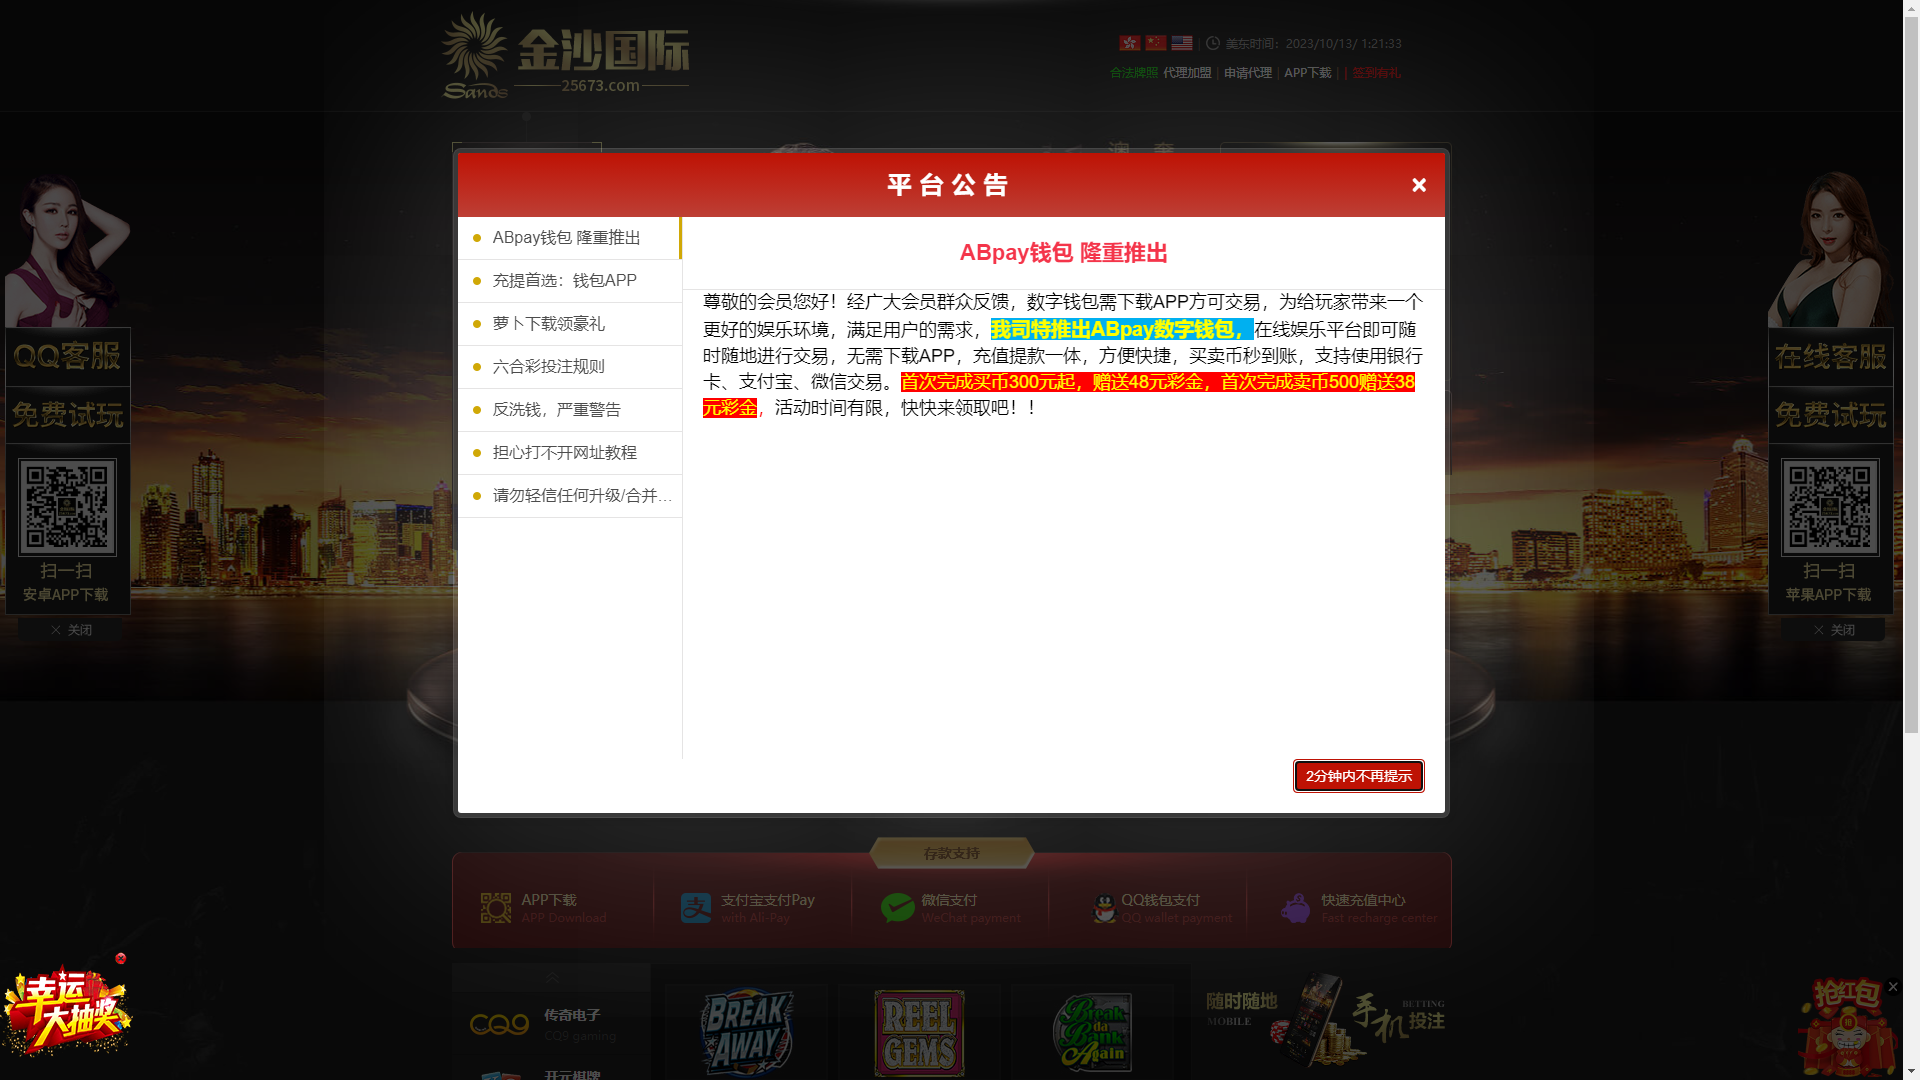 金沙国际
Sands
25673.com
美东时间：2023/10/13/ 1:21:33
合法牌照 代理加盟 | 申请代理 | APP下载 | | 签到有礼
平台公告
ABpay钱包 隆重推出
充提首选：钱包APP
萝卜下载领豪礼
六合彩投注规则
反洗钱，严重警告
担心打不开网址教程
请勿轻信任何升级/合并...
ABpay钱包 隆重推出
尊敬的会员您好！经广大会员群众反馈，数字钱包需下载APP方可交易，为给玩家带来一个
更好的娱乐环境，满足用户的需求，我司特推出ABpay数字钱包，在线娱乐平台即可随
时随地进行交易，无需下载APP，充值提款一体，方便快捷，买卖币秒到账，支持使用银行
卡、支付宝、微信交易。首次完成买币300元起，赠送48元彩金，首次完成卖币500赠送38
元彩金，活动时间有限，快快来领取吧！！
2分钟内不再提示
QQ客服
免费试玩
扫一扫
安卓APP下载
关闭
在线客服
免费试玩
扫一扫
苹果APP下载
关闭
存款支持
APP下载
APP Download
支付宝支付Pay
with Ali-Pay
微信支付
WeChat payment
QQ钱包支付
QQ wallet payment
快速充值中心
Fast recharge center
幸运
大抽奖
CQ9
传奇电子
CQ9 gaming
开元棋牌
BREAK
AWAY
REEL
GEMS
Break
da
Bank
Again
随时随地
MOBILE
手机投注
BETTING
抢红包